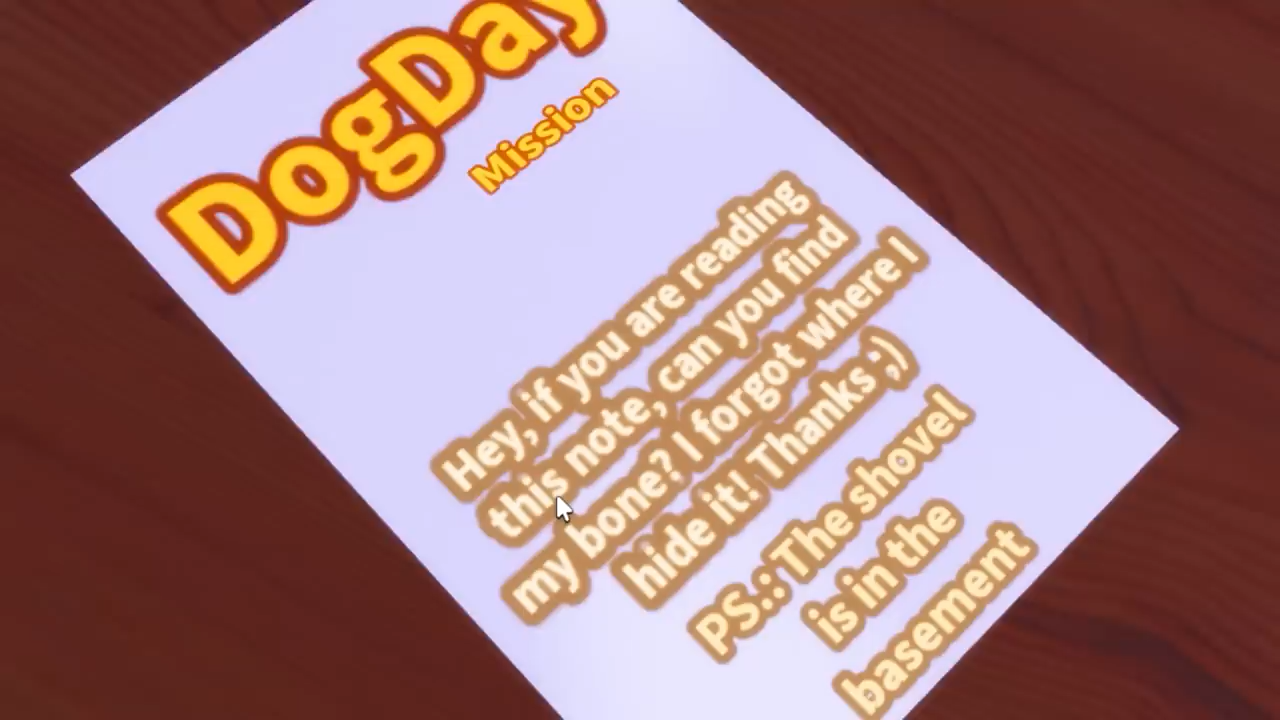 DogDay
Mission
Hey, if you are reading
this note, can you find
my bone? I forgot where I
hide it! Thanks ;)
PS.: The shovel
is in the
basement